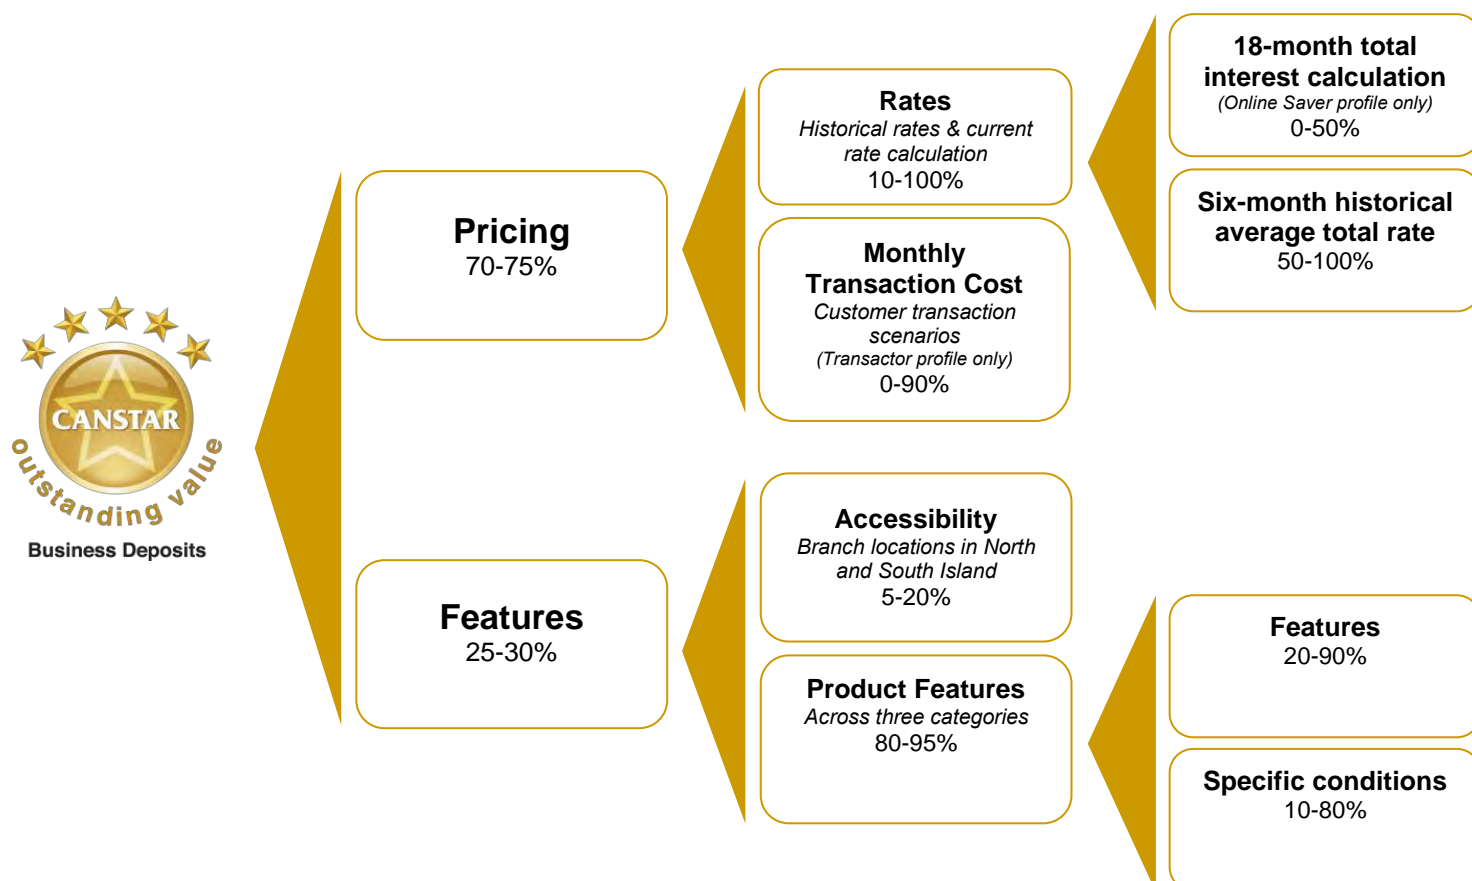 CANSTAR
outstanding value
Business Deposits
Pricing
70-75%
Features
25-30%
Rates
Historical rates & current
rate calculation
10-100%
Monthly
Transaction Cost
Customer transaction
scenarios
(Transactor profile only)
0-90%
Accessibility
Branch locations in North
and South Island
5-20%
Product Features
Across three categories
80-95%
18-month total
interest calculation
(Online Saver profile only)
0-50%
Six-month historical
average total rate
50-100%
Features
20-90%
Specific conditions
10-80%